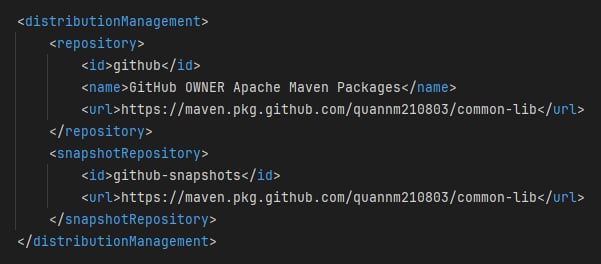 <distributionManagement>
<repository>
<id>github</id>
<name>GitHub OWNER Apache Maven Packages</name>
<url>https://maven.pkg.github.com/quannm210803/common-lib</url>
</repository>
<snapshotRepository>
<id>github-snapshots</id>
<url>https://maven.pkg.github.com/quannm210803/common-lib</url>
</snapshotRepository>
</distributionManagement>